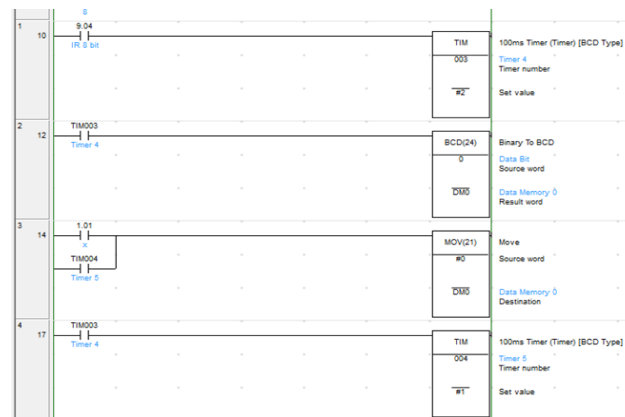 8
1
10
9.04
IR 8 bit
TIM
100ms Timer (Timer) [BCD Type]
003
Timer 4
Timer number
#2
Set value
2
12
TIM003
Timer 4
BCD(24)
Binary To BCD
0
Data Bit
Source word
DM0
Data Memory 0
Result word
3
14
1.01
x
MOV(21)
Move
TIM004
Timer 5
#0
Source word
DM0
Data Memory 0
Destination
4
17
TIM003
Timer 4
TIM
100ms Timer (Timer) [BCD Type]
004
Timer 5
Timer number
#1
Set value